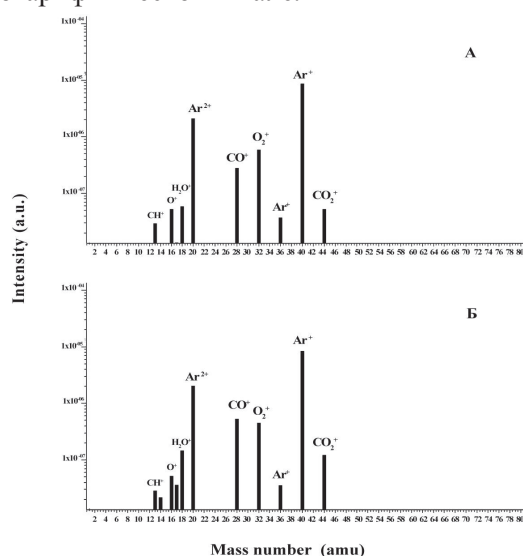 1x10⁻⁰⁴
A
Ar⁺
1x10⁻⁰⁵
Ar²⁺
O₂⁺
1x10⁻⁰⁶
CO⁺
H₂O⁺
CO₂⁺
1x10⁻⁰⁷
O⁺
Ar⁺
CH⁺
2 4 6 8 10 12 14 16 18 20 22 24 26 28 30 32 34 36 38 40 42 44 46 48 50 52 54 56 58 60 62 64 66 68 70 72 74 76 78 80
Intensity (a.u.)
Б
Ar⁺
1x10⁻⁰⁵
Ar²⁺
CO⁺
O₂⁺
1x10⁻⁰⁶
H₂O⁺
CO₂⁺
1x10⁻⁰⁷
O⁺
Ar⁺
CH⁺
2 4 6 8 10 12 14 16 18 20 22 24 26 28 30 32 34 36 38 40 42 44 46 48 50 52 54 56 58 60 62 64 66 68 70 72 74 76 78 80
Mass number (amu)